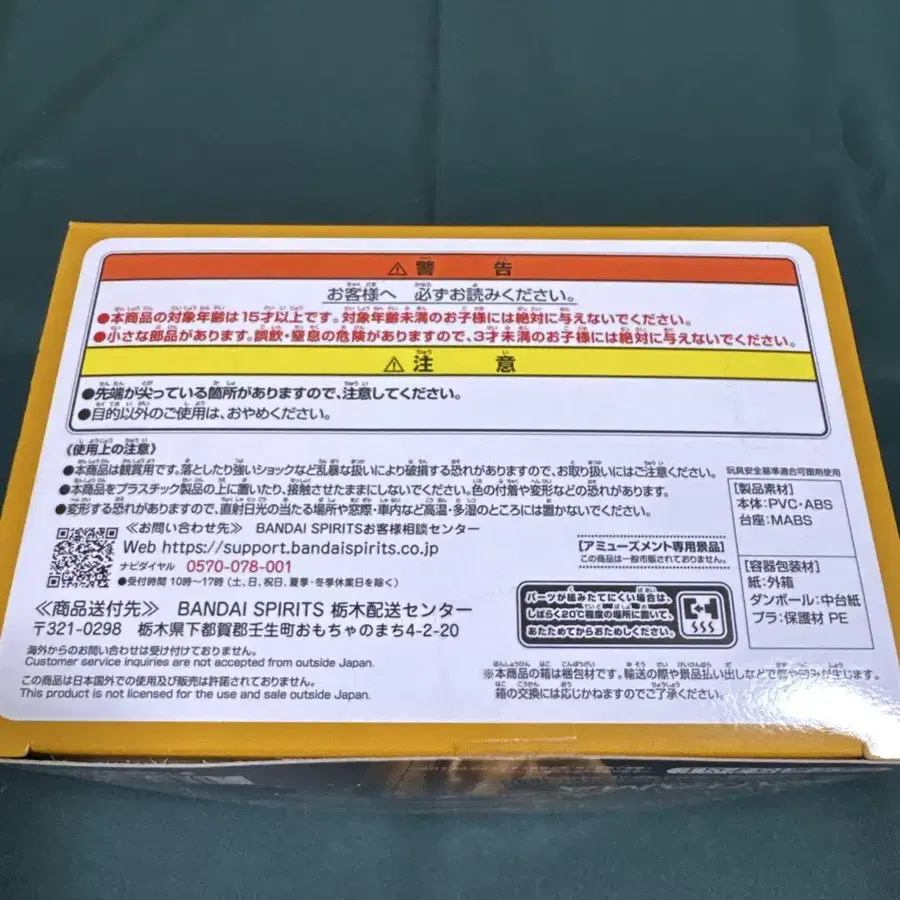 ⚠警告
お客様へ 必ずお読みください。
●本商品の対象年齢は15才以上です。対象年齢未満のお子様には絶対に与えないでください。
●小さな部品があります。誤飲・窒息の危険がありますので、3才未満のお子様には絶対に与えないでください。
⚠注意
●先端が尖っている箇所がありますので、注意してください。
●目的以外のご使用は、おやめください。
《使用上の注意》
●本商品は観賞用です。落としたり強いショックなど乱暴な扱いにより破損する恐れがありますので、お取り扱いにはご注意ください。
●本商品をプラスチック製品の上に置いたり、接触させたままにしないでください。色の付着や変形などの恐れがあります。
●変形する恐れがありますので、直射日光の当たる場所や窓際・車内など高温・多湿のところには置かないでください。
≪お問い合わせ先≫ BANDAI SPIRITSお客様相談センター
Web https://support.bandaispirits.co.jp
ナビダイヤル 0570-078-001
●受付時間 10時〜17時(土、日、祝日、夏季・冬季休業日を除く)
≪商品送付先≫ BANDAI SPIRITS 栃木配送センター
〒321-0298 栃木県下都賀郡壬生町おもちゃのまち4-2-20
海外からのお問い合わせは受け付けておりません。
Customer service inquiries are not accepted from outside Japan.
この商品は日本国外での使用及び販売は許諾されておりません。
This product is not licensed for the use and sale outside Japan.
玩具安全基準適合可塑剤使用
[製品素材]
本体:PVC・ABS
台座:MABS
[容器包装材]
紙:外箱
ダンボール:中台紙
プラ:保護材 PE
[アミューズメント専用景品]
この商品は一般市販されておりません。
パーツが組みたてにくい場合は、
しばらく20℃程度の場所に置いて、
あたためてからおためしください。
※本商品の箱は梱包材です。輸送の際や景品払い出しなどで傷や凹みが生じます。
箱の交換には応じかねますのでご了承ください。